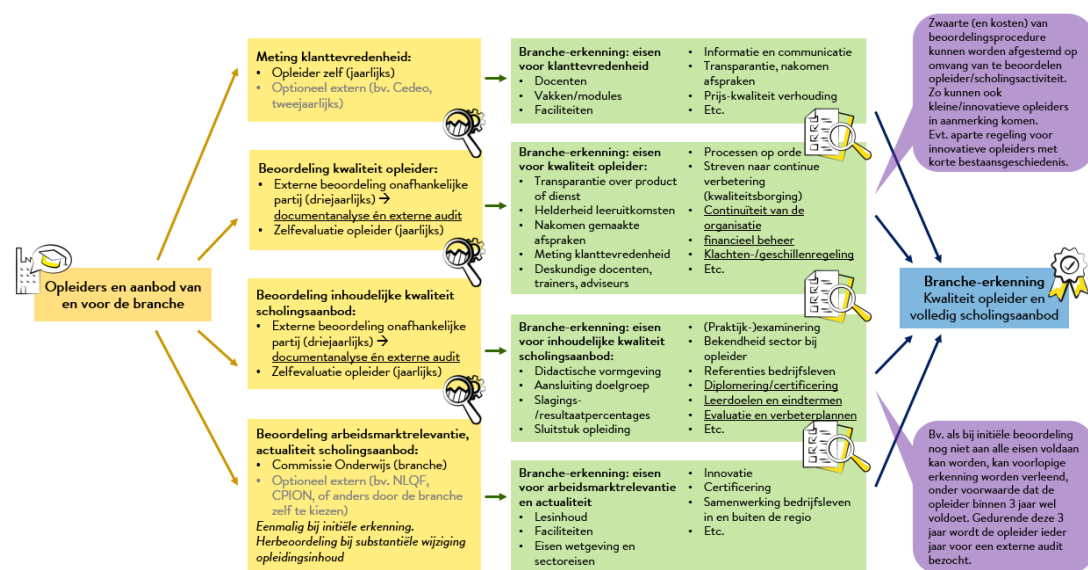 Opleiders en aanbod van
en voor de branche
Meting klanttevredenheid:
• Opleider zelf (jaarlijks)
• Optioneel extern (bv. Cedeo,
tweejaarlijks)
Beoordeling kwaliteit opleider:
• Externe beoordeling onafhankelijke
partij (driejaarlijks) →
documentanalyse én externe audit
• Zelfevaluatie opleider (jaarlijks)
Beoordeling inhoudelijke kwaliteit
scholingsaanbod:
• Externe beoordeling onafhankelijke
partij (driejaarlijks) →
documentanalyse én externe audit
• Zelfevaluatie opleider (jaarlijks)
Beoordeling arbeidsmarktrelevantie,
actualiteit scholingsaanbod:
• Commissie Onderwijs (branche)
• Optioneel extern (bv. NLQF,
CPION, of anders door de branche
zelf te kiezen)
Eenmalig bij initiële erkenning.
Herbeoordeling bij substantiële wijziging
opleidingsinhoud
Branche-erkenning: eisen
voor klanttevredenheid
• Docenten
• Vakken/modules
• Faciliteiten
• Informatie en communicatie
• Transparantie, nakomen
afspraken
• Prijs-kwaliteit verhouding
• Etc.
Branche-erkenning: eisen
voor kwaliteit opleider:
• Transparantie over product
of dienst
• Helderheid leeruitkomsten
• Nakomen gemaakte
afspraken
• Meting klanttevredenheid
• Deskundige docenten,
trainers, adviseurs
• Processen op orde
• Streven naar continue
verbetering
(kwaliteitsborging)
• Continuïteit van de
organisatie
• financieel beheer
• Klachten-/geschillenregeling
• Etc.
Branche-erkenning: eisen
voor inhoudelijke kwaliteit
scholingsaanbod:
• Didactische vormgeving
• Aansluiting doelgroep
• Slagings-
/resultaatpercentages
• Sluitstuk opleiding
• (Praktijk-)examinering
• Bekendheid sector bij
opleider
• Referenties bedrijfsleven
• Diplomering/certificering
• Leerdoelen en eindtermen
• Evaluatie en verbeterplannen
• Etc.
Branche-erkenning: eisen
voor arbeidsmarktrelevantie
en actualiteit
• Lesinhoud
• Faciliteiten
• Eisen wetgeving en
sectoreisen
• Innovatie
• Certificering
• Samenwerking bedrijfsleven
in en buiten de regio
• Etc.
Zwaarte (en kosten) van
beoordelingsprocedure
kunnen worden afgestemd op
omvang van te beoordelen
opleider/scholingsactiviteit.
Zo kunnen ook
kleine/innovatieve opleiders
in aanmerking komen.
Evt. aparte regeling voor
innovatieve opleiders met
korte bestaansgeschiedenis.
Branche-erkenning
Kwaliteit opleider en
volledig scholingsaanbod
Bv. als bij initiële beoordeling
nog niet aan alle eisen voldaan
kan worden, kan voorlopige
erkenning worden verleend,
onder voorwaarde dat de
opleider binnen 3 jaar wel
voldoet. Gedurende deze 3
jaar wordt de opleider ieder
jaar voor een externe audit
bezocht.